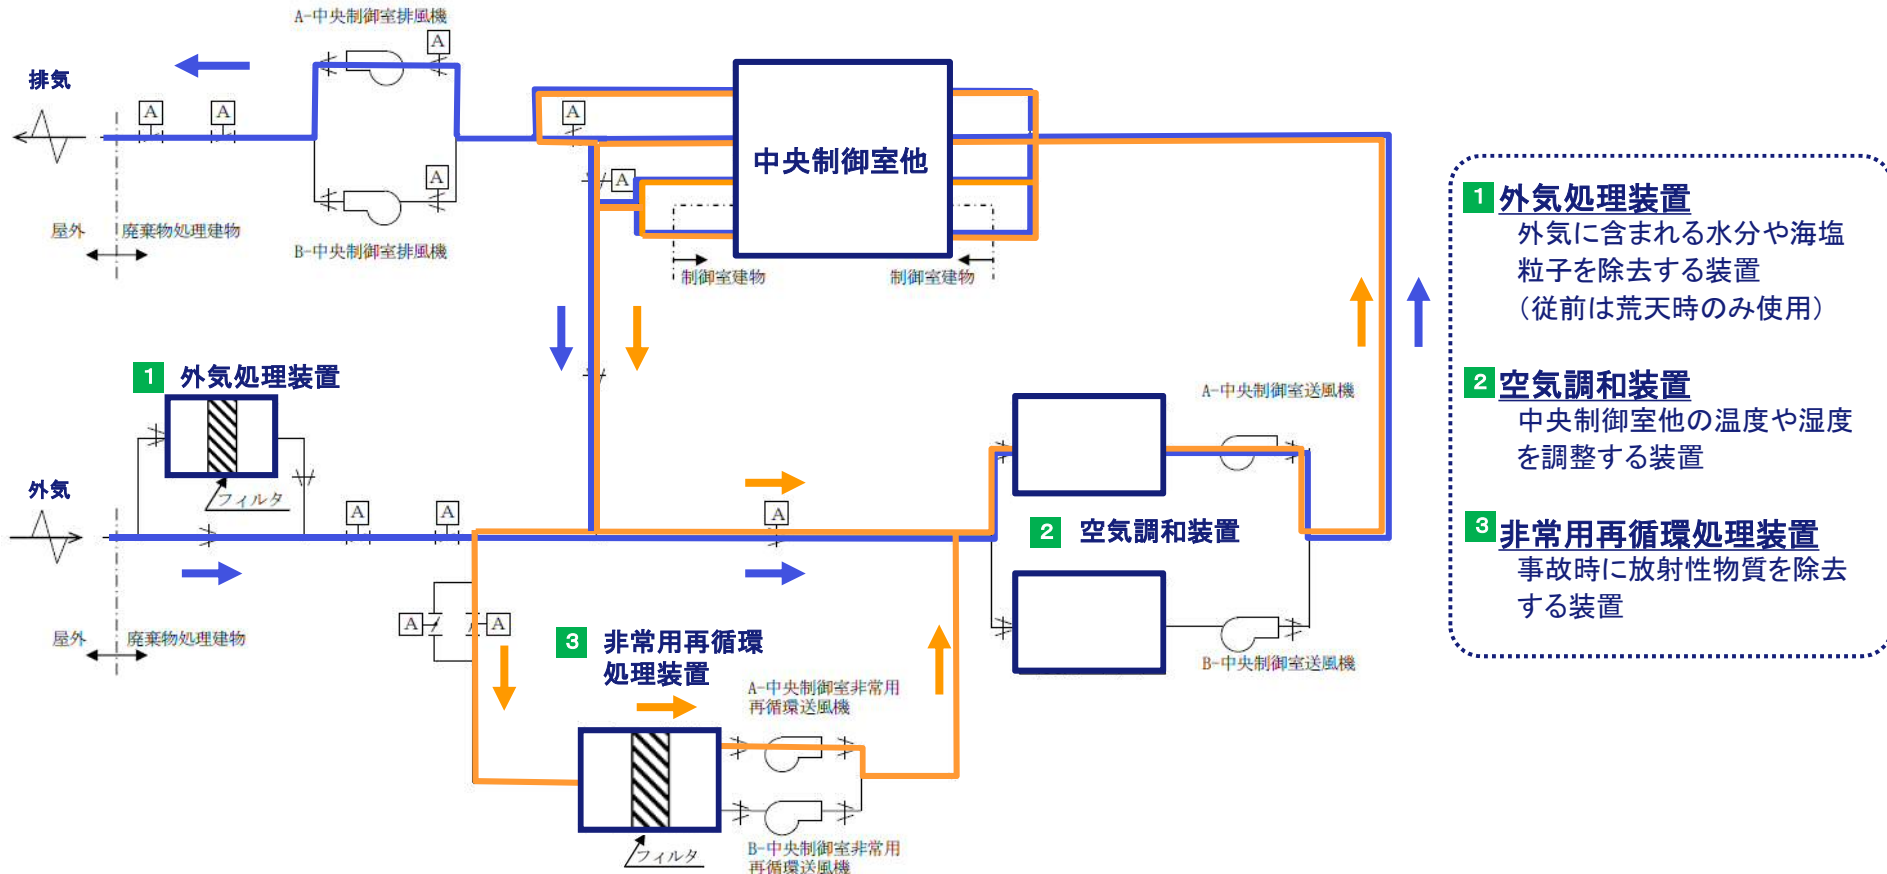 A-中央制御室排風機
A
排気
A
A
A
B-中央制御室排風機
屋外
廃棄物処理建物
A
A
中央制御室他
制御室建物
制御室建物
1 外気処理装置
フィルタ
外気
A
A
A
屋外
廃棄物処理建物
A
A
3 非常用再循環
処理装置
A-中央制御室非常用
再循環送風機
フィルタ
B-中央制御室非常用
再循環送風機
A-中央制御室送風機
2 空気調和装置
B-中央制御室送風機
1 外気処理装置
外気に含まれる水分や海塩
粒子を除去する装置
(従前は荒天時のみ使用)
2 空気調和装置
中央制御室他の温度や湿度
を調整する装置
3 非常用再循環処理装置
事故時に放射性物質を除去
する装置